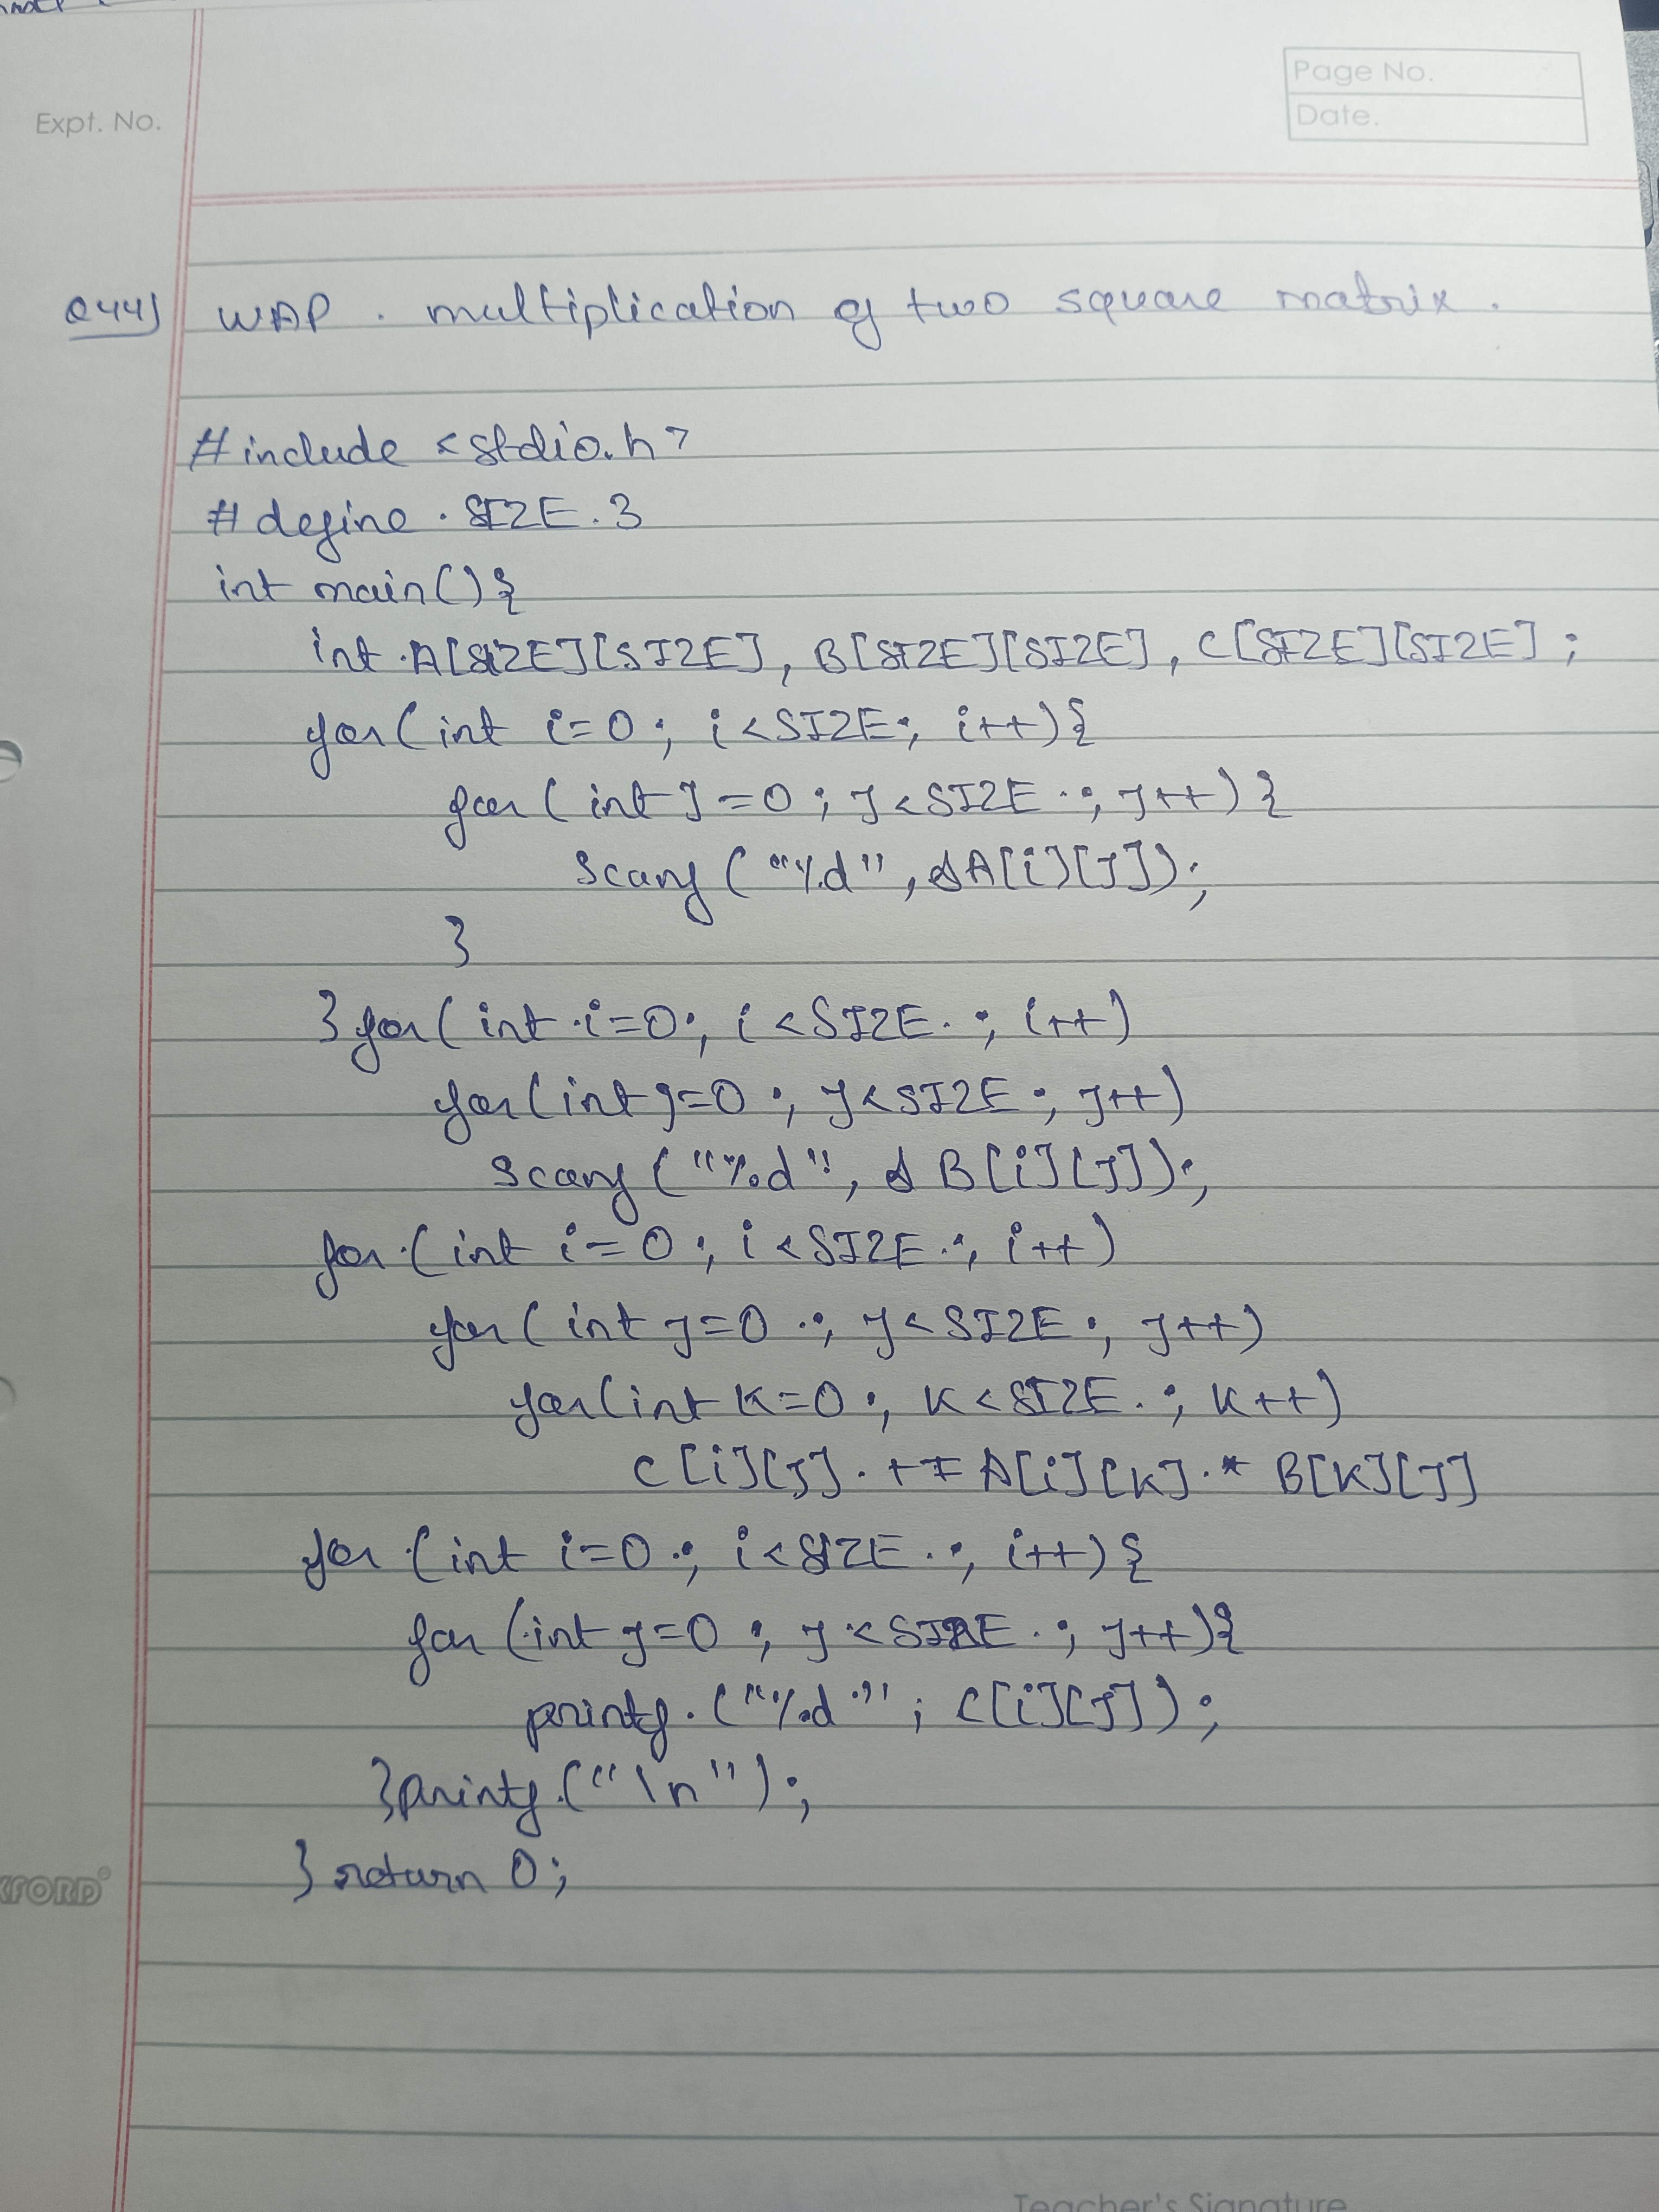 Page No.
Date.
Expt. No.
Q44) WAP . multiplication of two square matrix.
#include <stdio.h>
#define . SIZE . 3
int main(){
int .A[SIZE][SIZE], B[SIZE][SIZE], C[SIZE][SIZE] ;
for(int i=0; i<SIZE; i++){
for(int J=0; J<SIZE .; J++){
scanf("%d", &A[i][J]);
}
}for(int .i=0; i<SIZE. ; i++)
for(int J=0 ; J<SIZE ; J++)
scanf("%d", & B[i][J]);
for.(int i=0 ; i<SIZE .; i++)
for(int J=0 .; J<SIZE ; J++)
for(int K=0 ; K<SIZE . ; K++)
C[i][J] . += A[i][K] .* B[K][J]
for .(int i=0 .; i<SIZE . ; i++){
for (.int J=0 ; J<SIZE . ; J++){
printf. ("%d ." ; C[i][J]) ;
}printf.("\n");
} return 0;
XFORD
Teacher's Signature